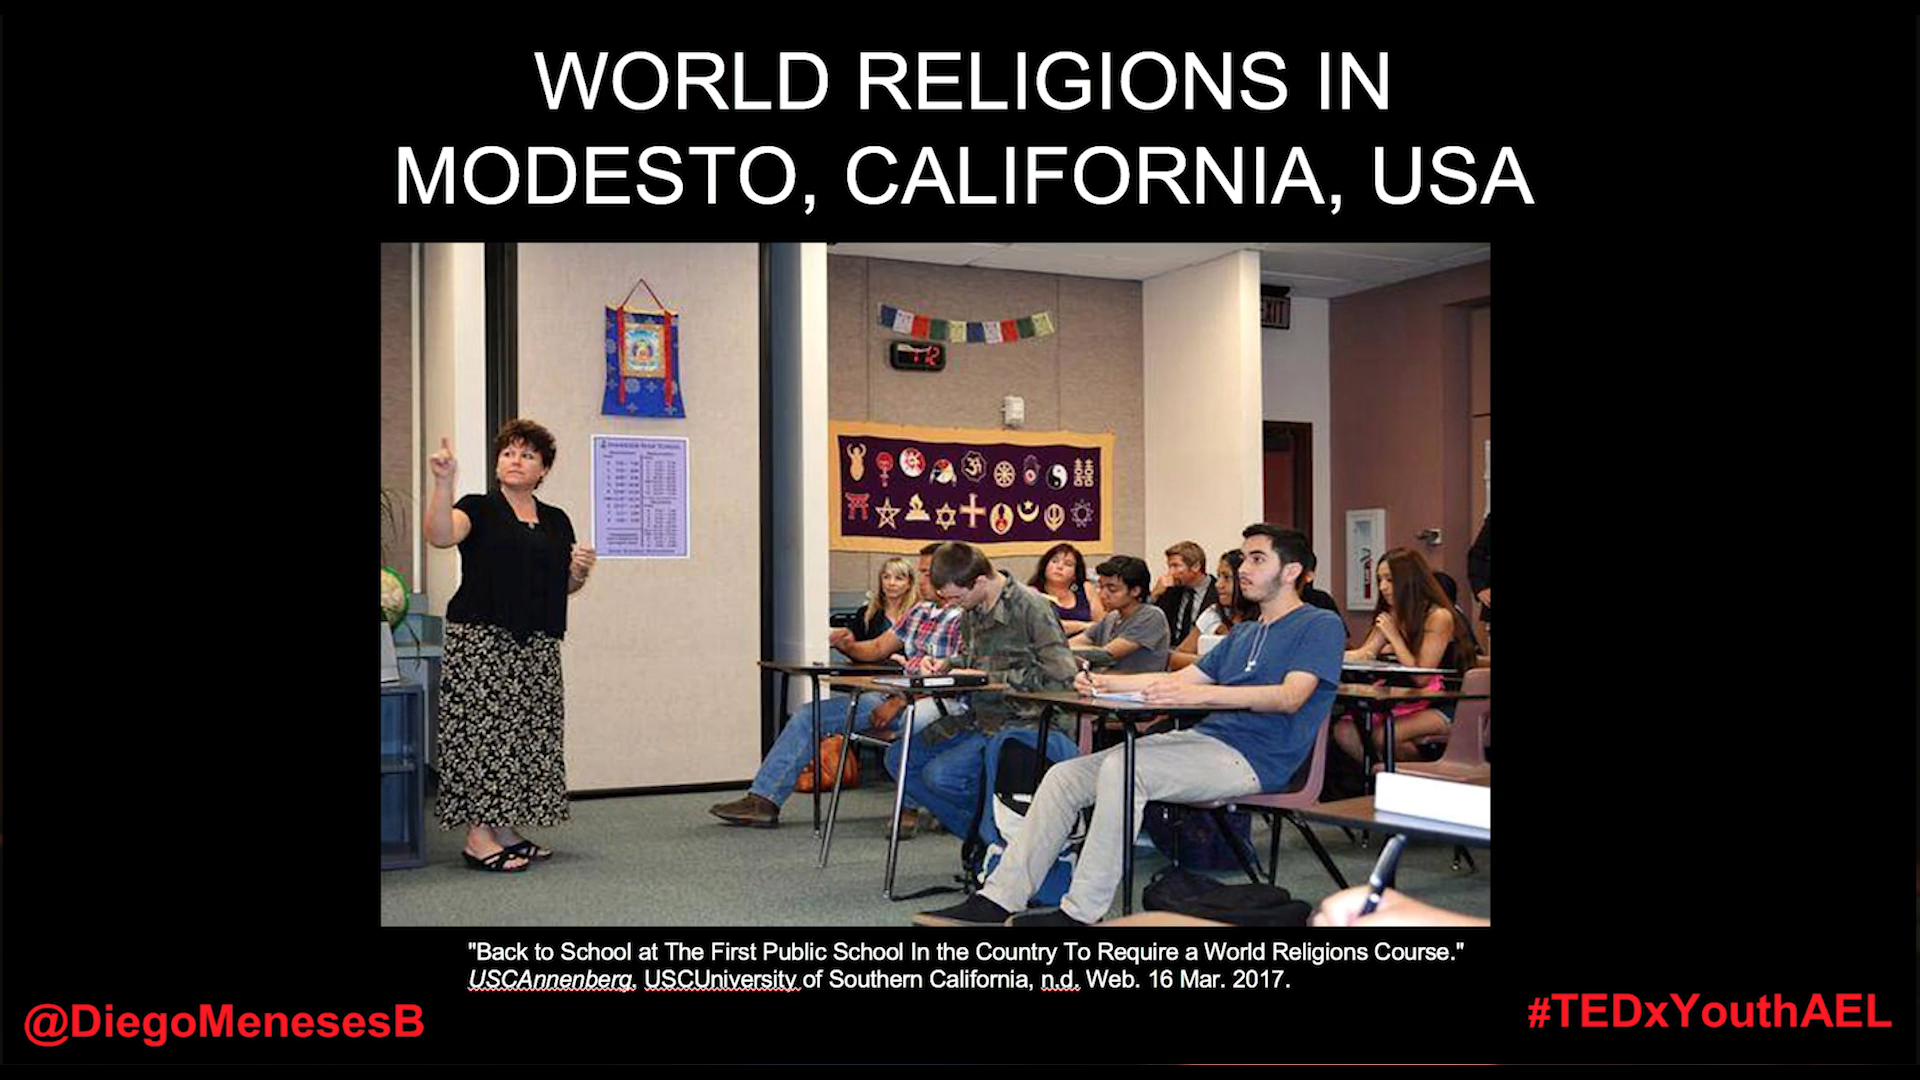 WORLD RELIGIONS IN
MODESTO, CALIFORNIA, USA
EXIT
"Back to School at The First Public School In the Country To Require a World Religions Course."
USCAnnenberg, USCUniversity of Southern California, n.d. Web. 16 Mar. 2017.
@DiegoMenesesB
#TEDxYouthAEL